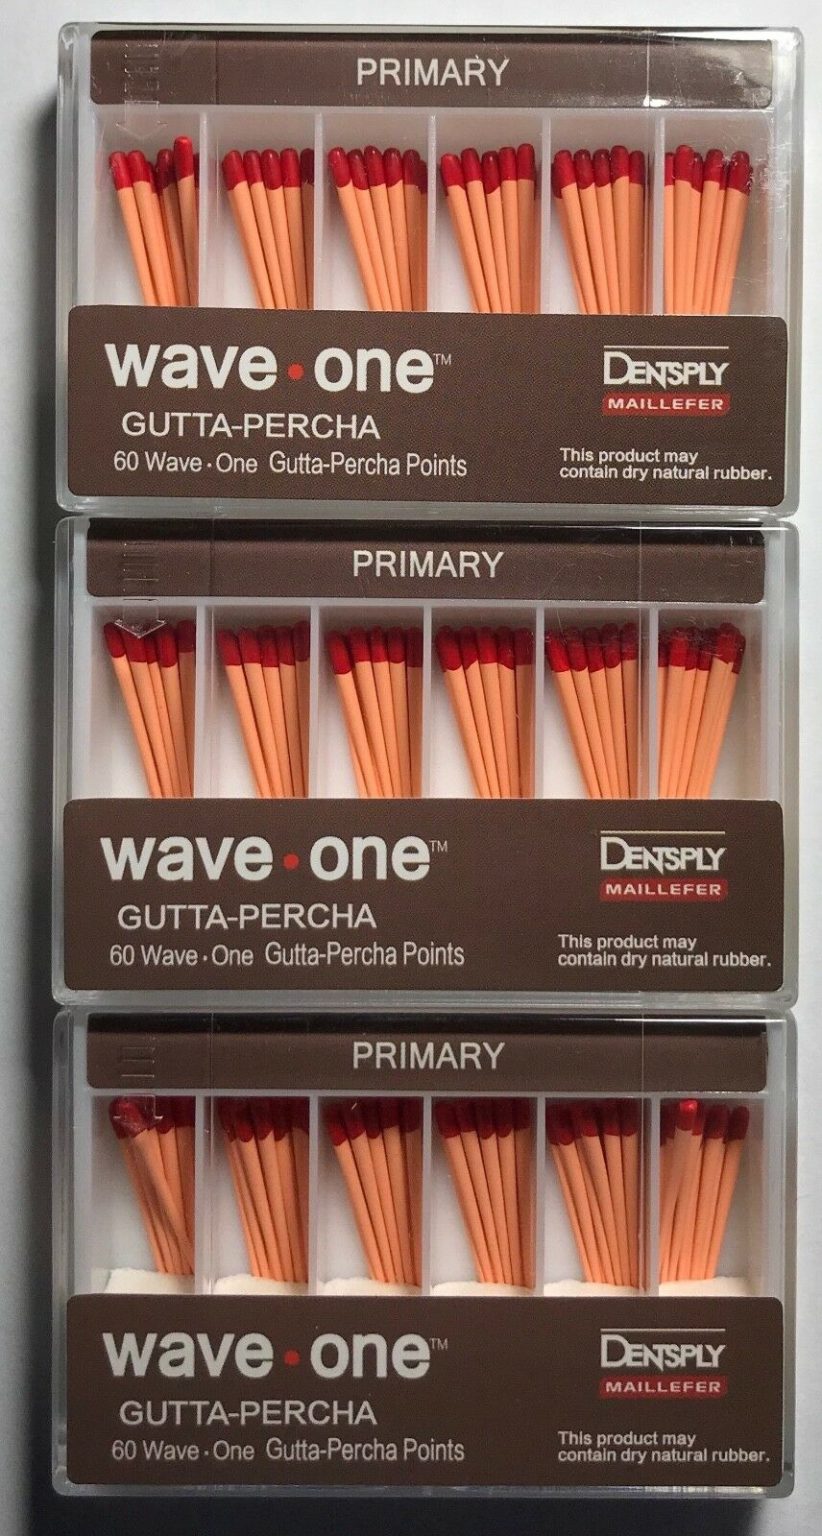 PRIMARY
wave·one™
DENTSPLY
MAILLEFER
GUTTA-PERCHA
60 Wave·One Gutta-Percha Points
This product may
contain dry natural rubber.
PRIMARY
wave·one™
DENTSPLY
MAILLEFER
GUTTA-PERCHA
60 Wave·One Gutta-Percha Points
This product may
contain dry natural rubber.
PRIMARY
wave·one™
DENTSPLY
MAILLEFER
GUTTA-PERCHA
60 Wave·One Gutta-Percha Points
This product may
contain dry natural rubber.